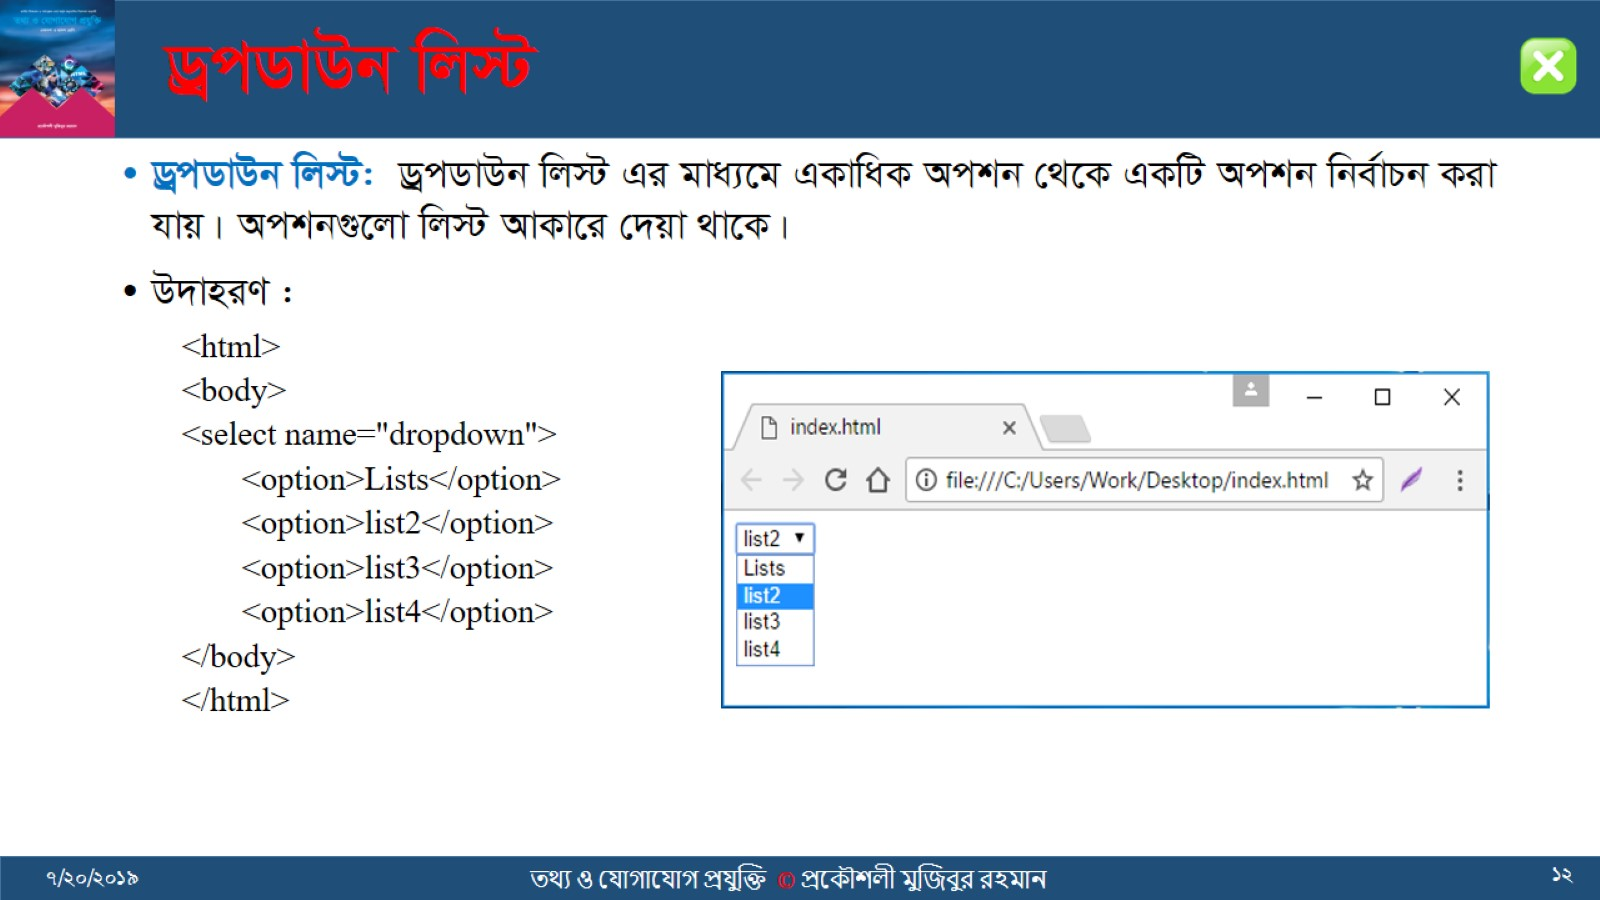 তথ্য ও যোগাযোগ প্রযুক্তি
ড্রপডাউন লিস্ট
• ড্রপডাউন লিস্ট: ড্রপডাউন লিস্ট এর মাধ্যমে একাধিক অপশন থেকে একটি অপশন নির্বাচন করা
যায়। অপশনগুলো লিস্ট আকারে দেয়া থাকে।
• উদাহরণ :
<html>
<body>
<select name="dropdown">
<option>Lists</option>
<option>list2</option>
<option>list3</option>
<option>list4</option>
</body>
</html>
index.html
file:///C:/Users/Work/Desktop/index.html
list2
Lists
list2
list3
list4
৭/২০/২০১৯
তথ্য ও যোগাযোগ প্রযুক্তি © প্রকৌশলী মুজিবুর রহমান
১২